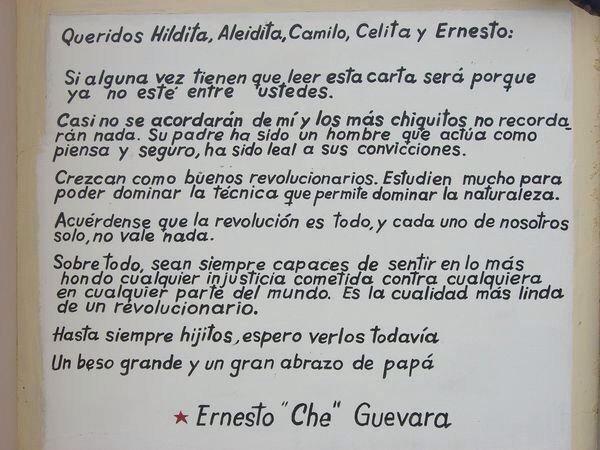 Queridos Hildita, Aleidita, Camilo, Celita y Ernesto:
Si alguna vez tienen que leer esta carta será porque
ya no esté entre ustedes.
Casi no se acordarán de mí y los más chiquitos no recorda_
rán nada. Su padre ha sido un hombre que actúa como
piensa y seguro, ha sido leal a sus convicciones.
Crezcan como buenos revolucionarios. Estudien mucho para
poder dominar la técnica que permite dominar la naturaleza.
Acuérdense que la revolución es todo, y cada uno de nosotros
solo, no vale nada.
Sobre todo, sean siempre capaces de sentir en lo más
hondo cualquier injusticia cometida contra cualquiera
en cualquier parte del mundo. Es la cualidad más linda
de un revolucionario.
Hasta siempre hijitos, espero verlos todavía
Un beso grande y un gran abrazo de papá
★ Ernesto "Che" Guevara